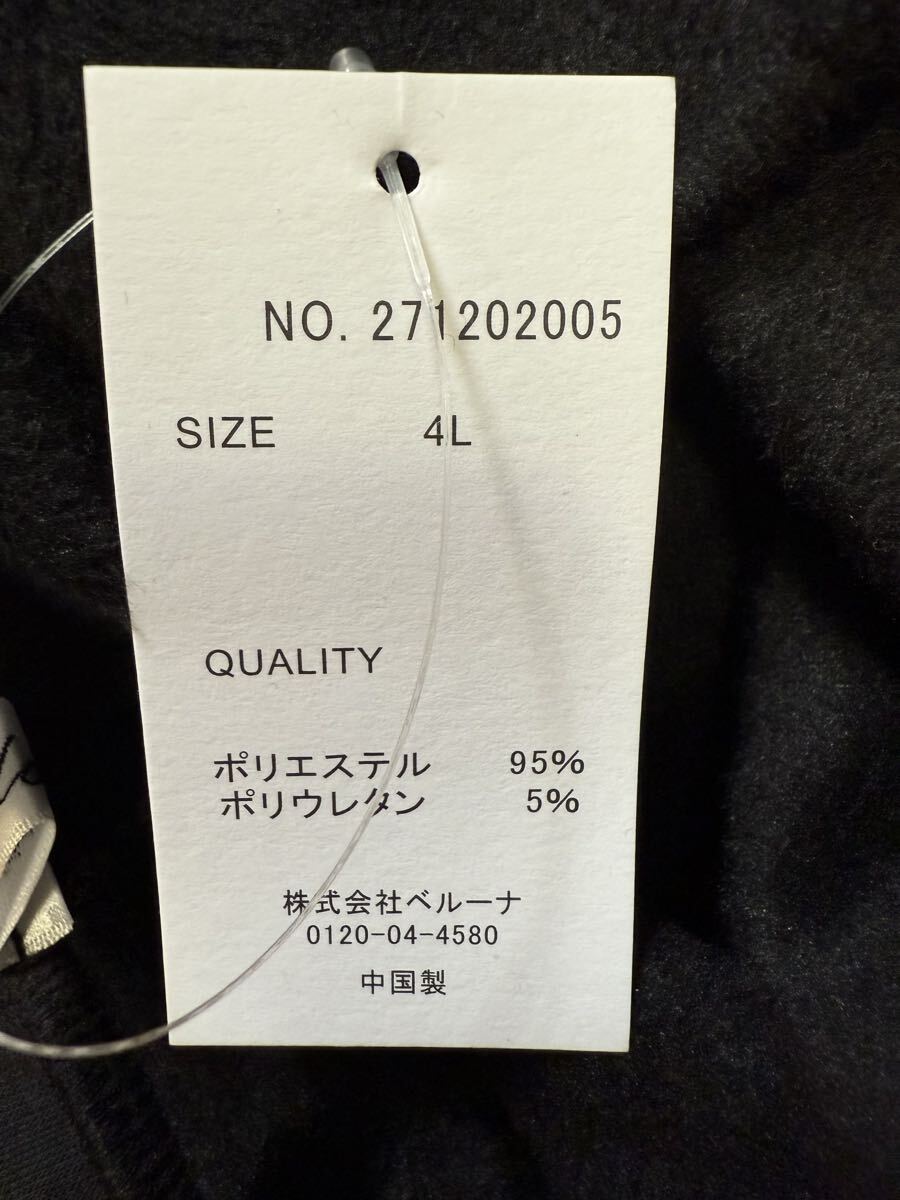 NO. 271202005
SIZE 4L
QUALITY
ポリエステル 95%
ポリウレタン 5%
株式会社ベルーナ
0120-04-4580
中国製